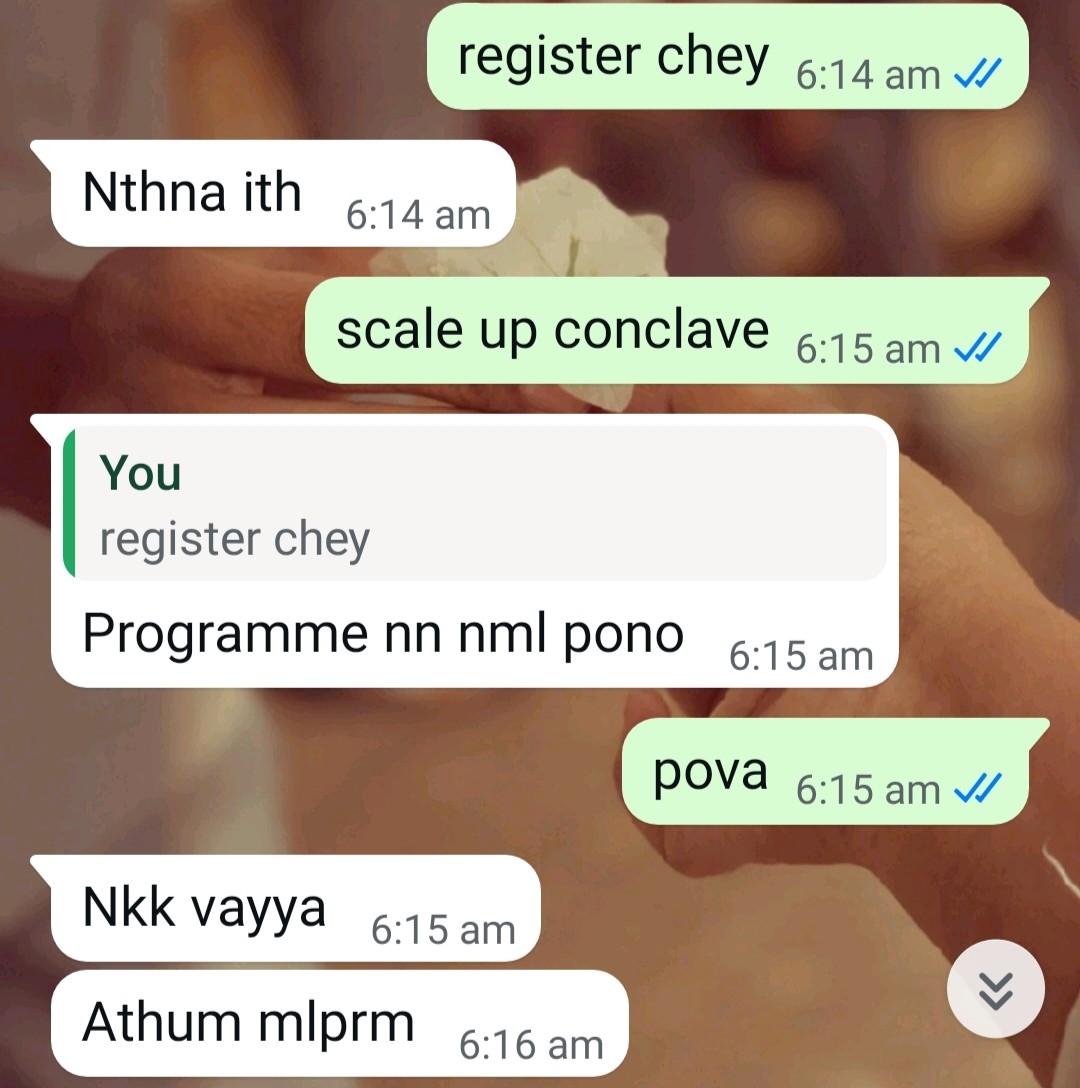 register chey 6:14 am
Nthna ith 6:14 am
scale up conclave 6:15 am
You
register chey
Programme nn nml pono 6:15 am
pova 6:15 am
Nkk vayya 6:15 am
Athum mlprm 6:16 am